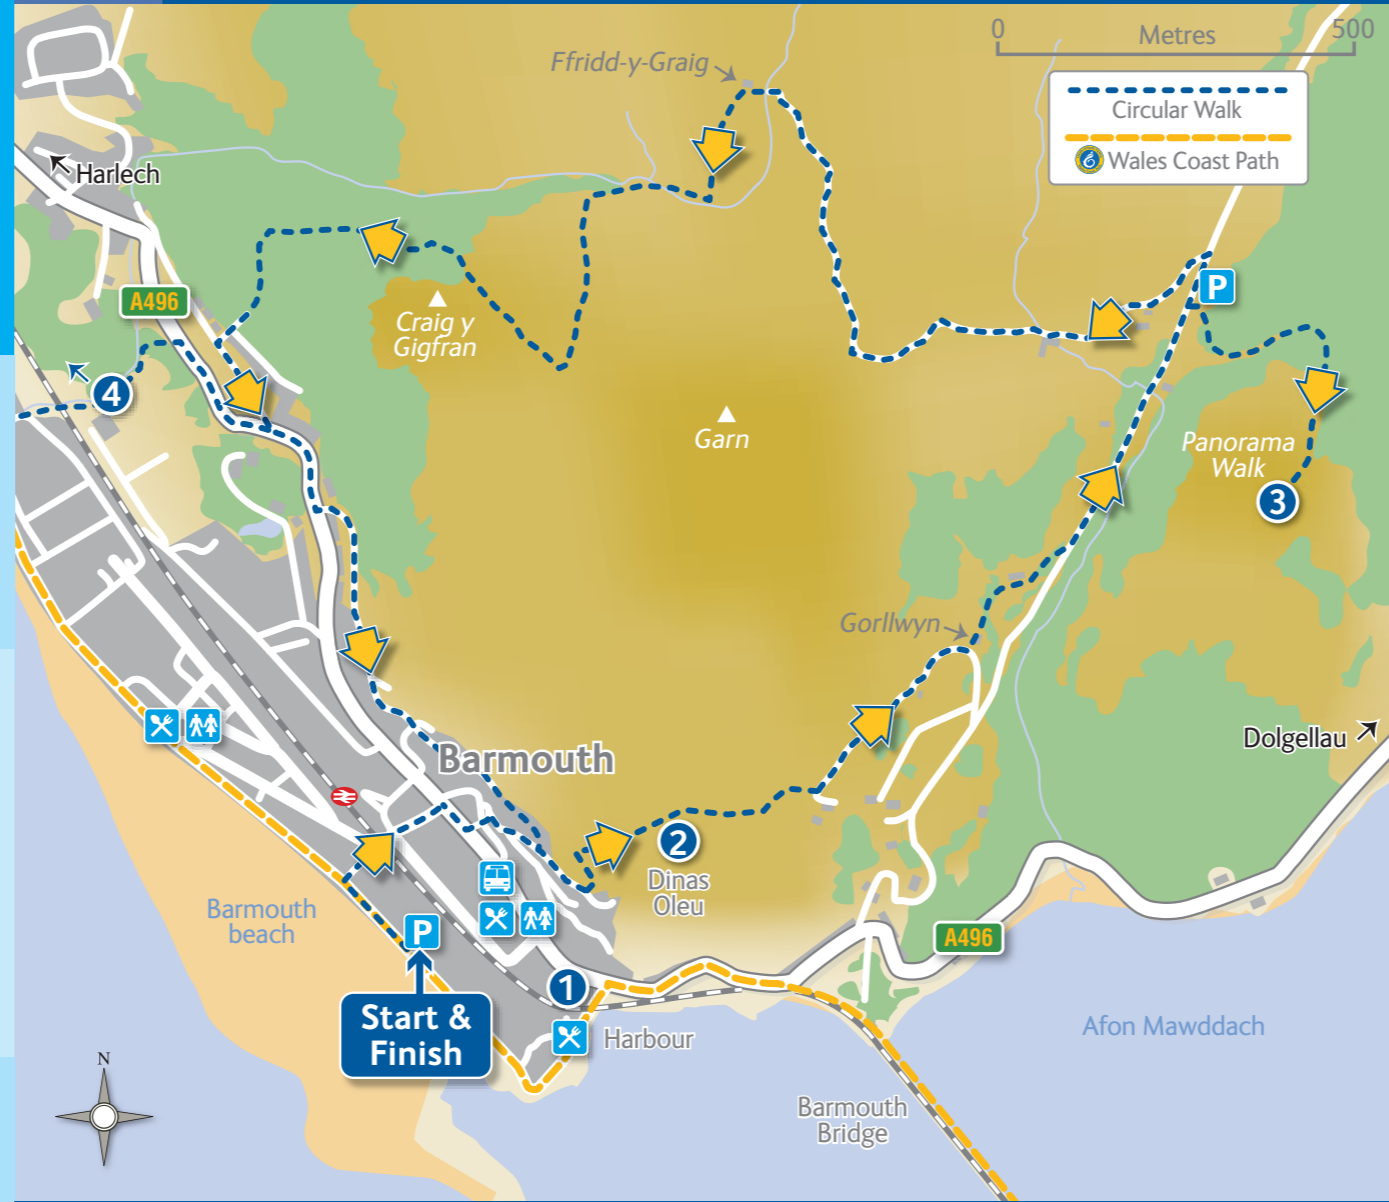 0
Metres
500
Ffridd-y-Graig
Circular Walk
Wales Coast Path
Harlech
A496
P
Craig y
Gigfran
4
Garn
Panorama
Walk
3
Gorllwyn
Dolgellau
Barmouth
2
Dinas
Oleu
Barmouth
beach
P
A496
1
Start &
Finish
Harbour
Afon Mawddach
N
Barmouth
Bridge